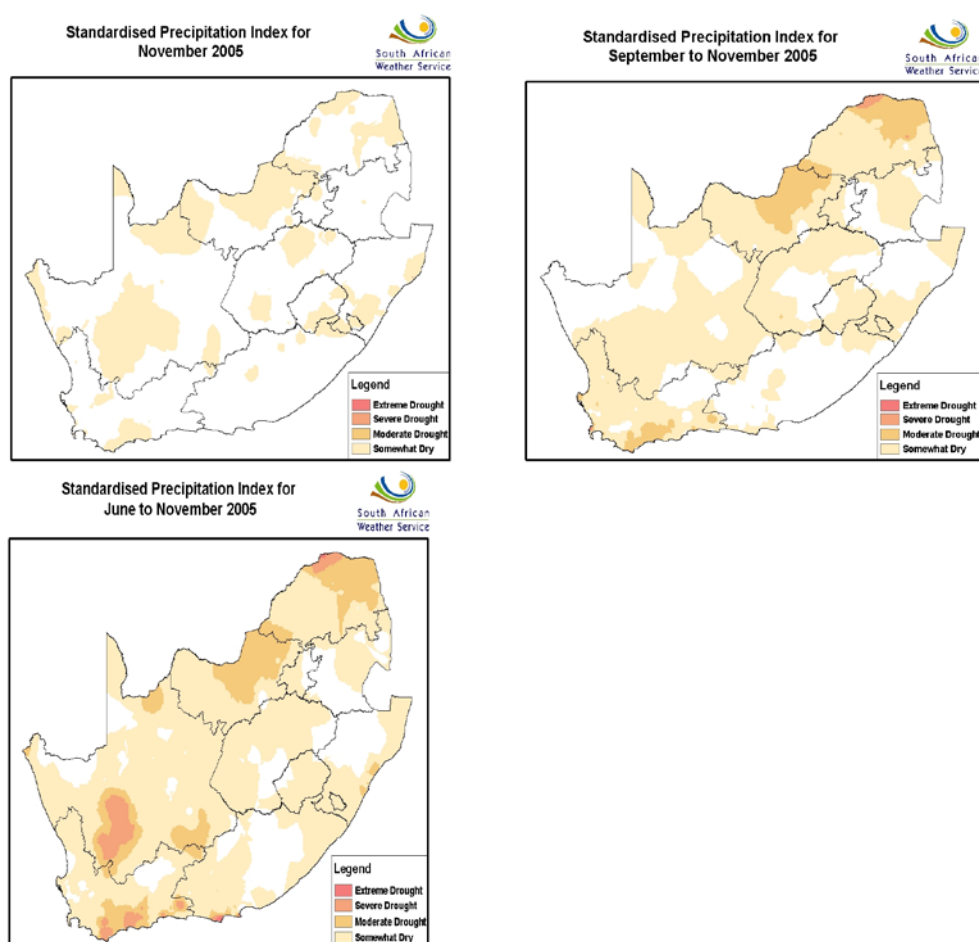 Standardised Precipitation Index for
November 2005
South African
Weather Service
Legend
Extreme Drought
Severe Drought
Moderate Drought
Somewhat Dry
Standardised Precipitation Index for
September to November 2005
South African
Weather Service
Legend
Extreme Drought
Severe Drought
Moderate Drought
Somewhat Dry
Standardised Precipitation Index for
June to November 2005
South African
Weather Service
Legend
Extreme Drought
Severe Drought
Moderate Drought
Somewhat Dry